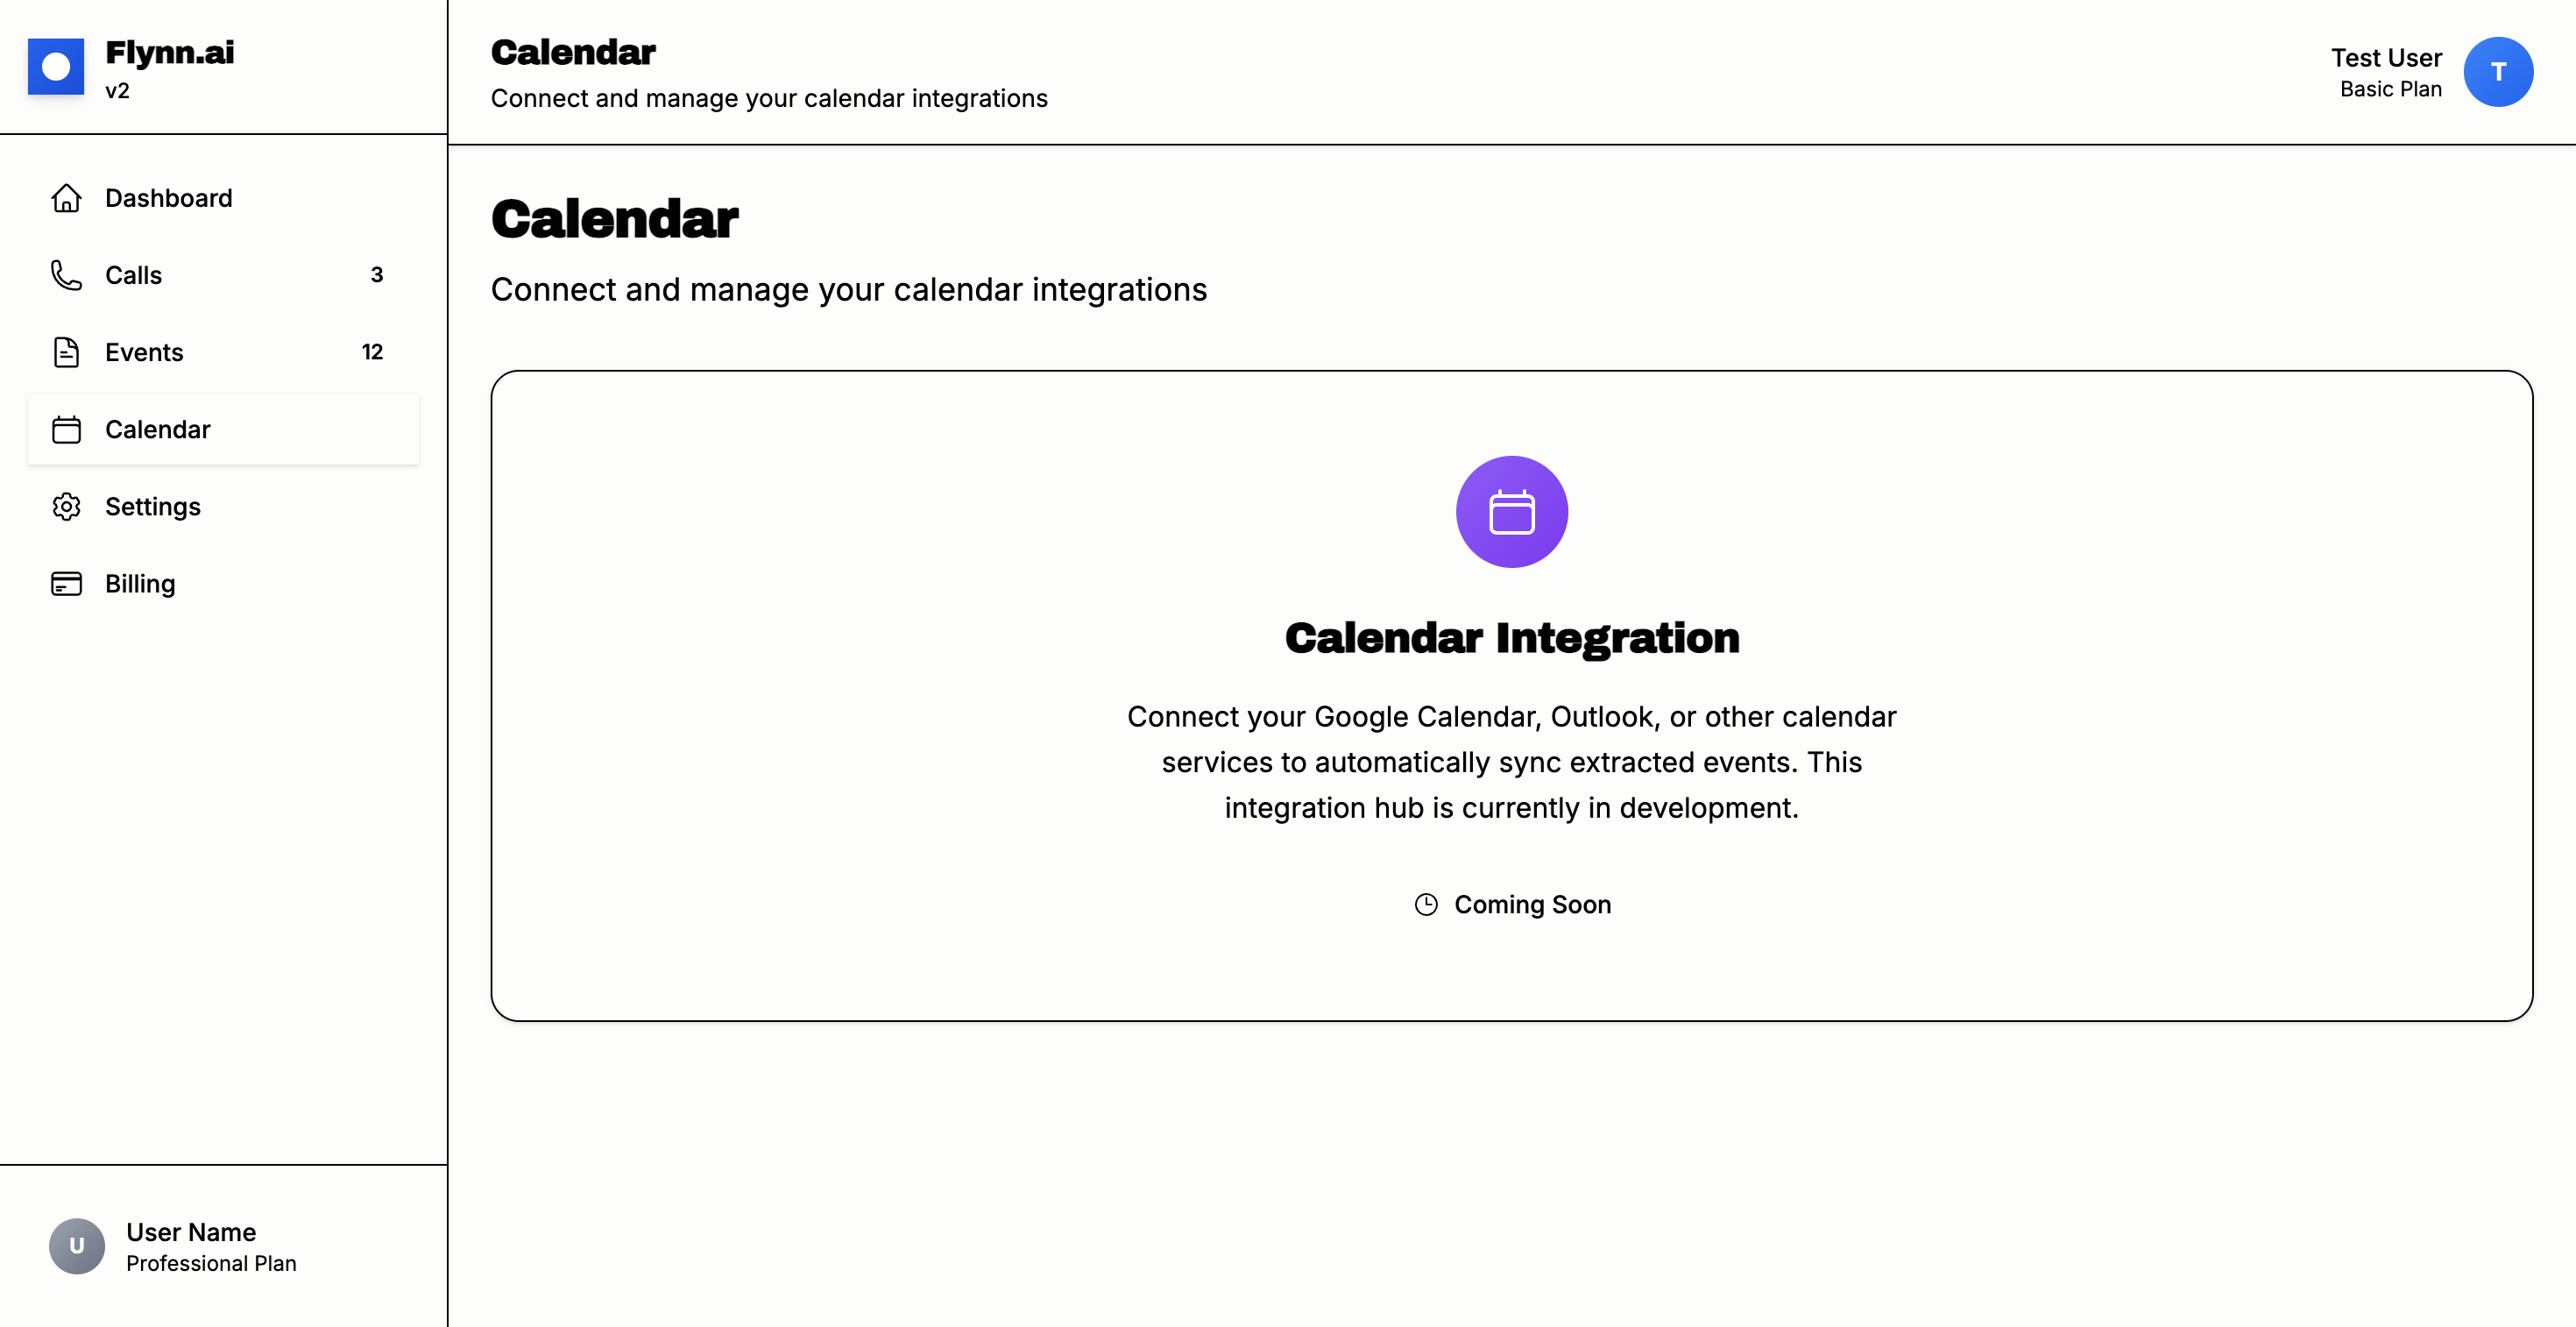 Flynn.ai
v2
Dashboard
Calls 3
Events 12
Calendar
Settings
Billing
U
User Name
Professional Plan
Calendar
Connect and manage your calendar integrations
Test User
Basic Plan
T
Calendar
Connect and manage your calendar integrations
Calendar Integration
Connect your Google Calendar, Outlook, or other calendar
services to automatically sync extracted events. This
integration hub is currently in development.
Coming Soon